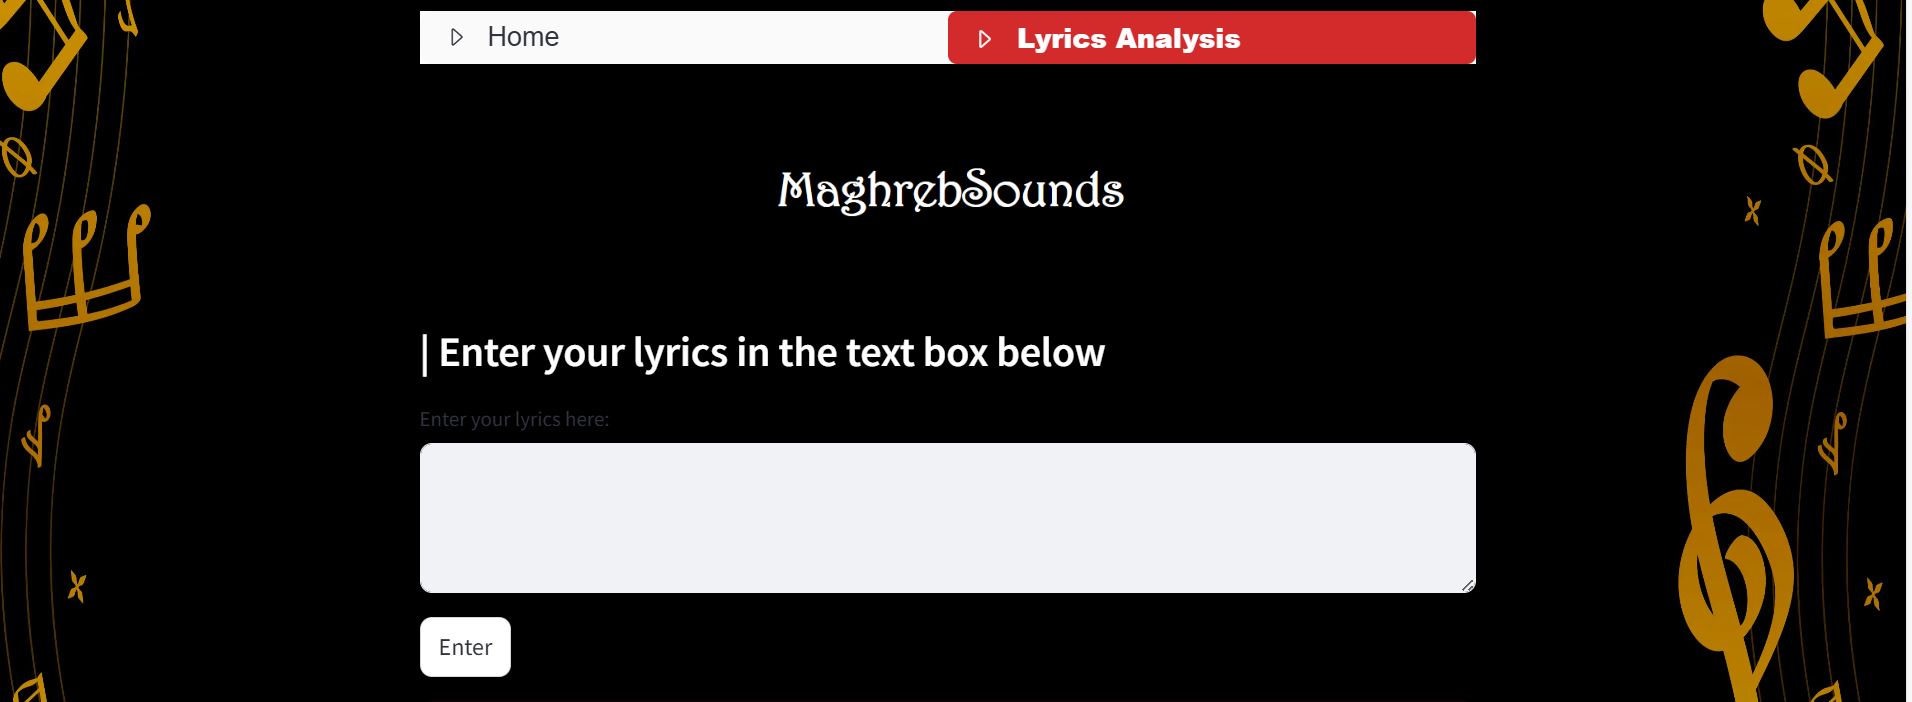 Home
Lyrics Analysis
MaghrebSounds
| Enter your lyrics in the text box below
Enter your lyrics here:
Enter